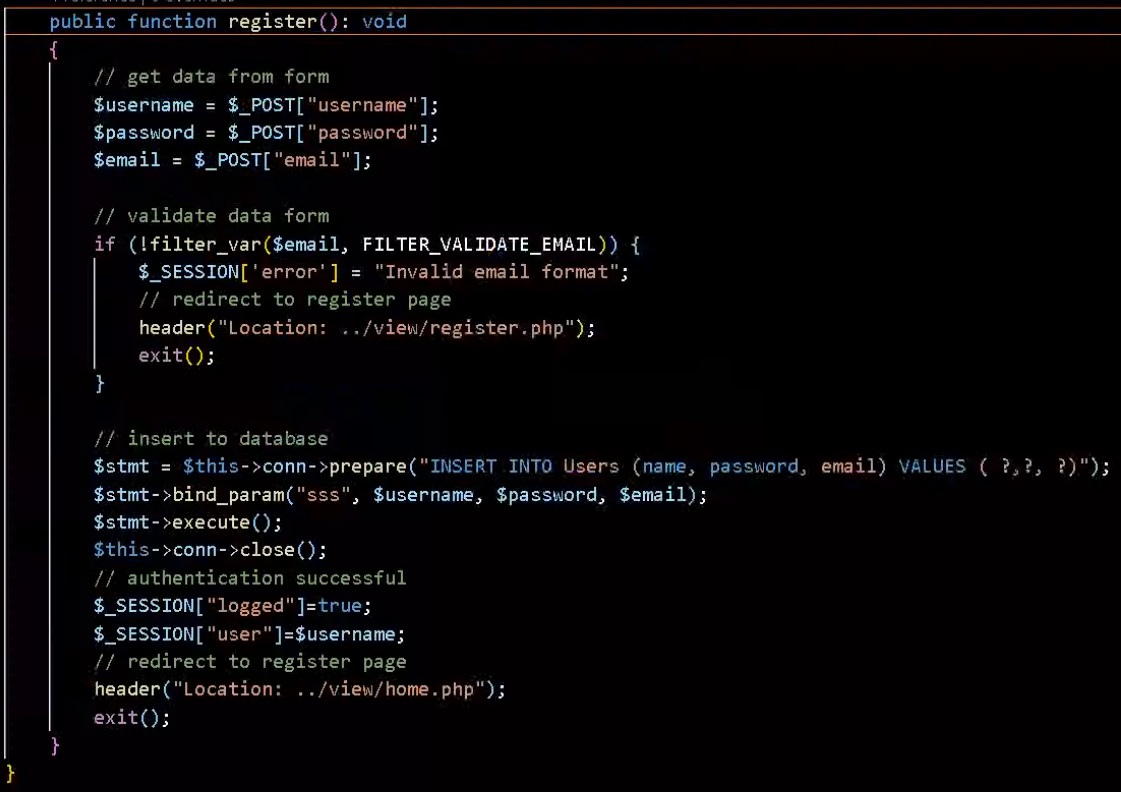 public function register(): void
{
// get data from form
$username = $_POST["username"];
$password = $_POST["password"];
$email = $_POST["email"];
// validate data form
if (!filter_var($email, FILTER_VALIDATE_EMAIL)) {
$_SESSION['error'] = "Invalid email format";
// redirect to register page
header("Location: ../view/register.php");
exit();
}
// insert to database
$stmt = $this->conn->prepare("INSERT INTO Users (name, password, email) VALUES ( ?,?, ?)");
$stmt->bind_param("sss", $username, $password, $email);
$stmt->execute();
$this->conn->close();
// authentication successful
$_SESSION["logged"]=true;
$_SESSION["user"]=$username;
// redirect to register page
header("Location: ../view/home.php");
exit();
}
}